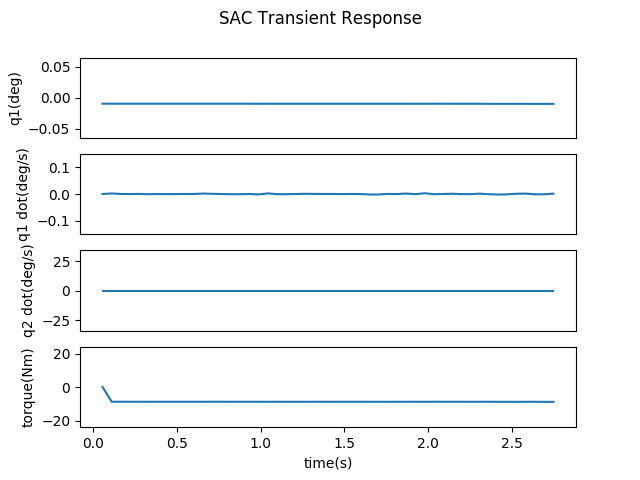 SAC Transient Response
0.05
0.00
−0.05
q1(deg)
0.1
0.0
−0.1
q1 dot(deg/s)
25
0
−25
q2 dot(deg/s)
20
0
−20
torque(Nm)
0.0 0.5 1.0 1.5 2.0 2.5
time(s)